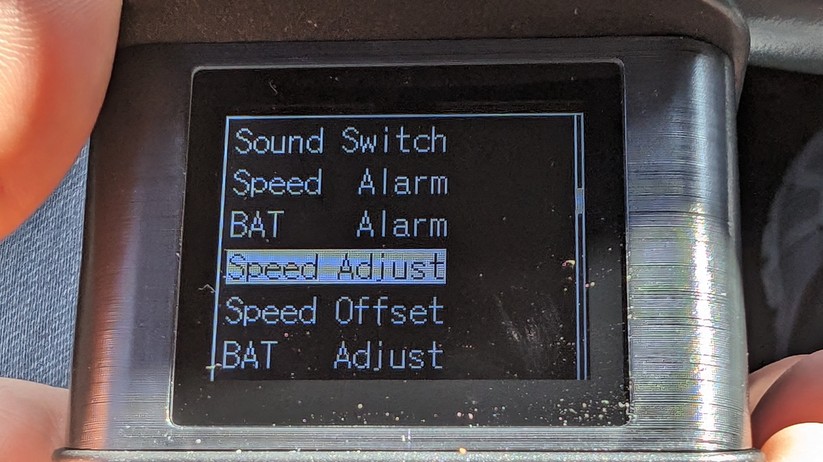 Sound Switch
Speed Alarm
BAT Alarm
Speed Adjust
Speed Offset
BAT Adjust